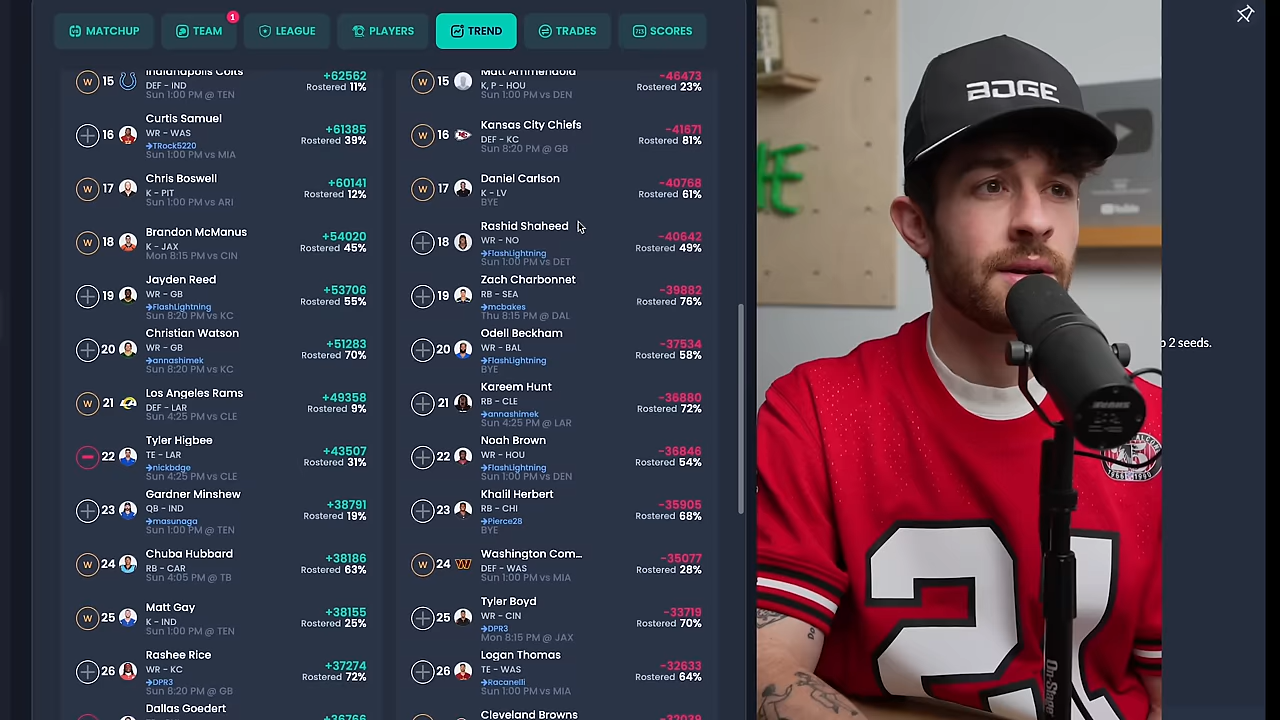 MATCHUP
TEAM
1
LEAGUE
PLAYERS
TREND
TRADES
SCORES
W 15 Indianapolis Colts +62562
DEF - IND Rostered 11%
Sun 1:00 PM @ TEN
16 Curtis Samuel +61385
WR - WAS Rostered 39%
TRock5220
Sun 1:00 PM vs MIA
W 17 Chris Boswell +60141
K - PIT Rostered 12%
Sun 1:00 PM vs ARI
W 18 Brandon McManus +54020
K - JAX Rostered 45%
Mon 8:15 PM vs CIN
19 Jayden Reed +53706
WR - GB Rostered 55%
FlashLightning
Sun 8:20 PM vs KC
20 Christian Watson +51283
WR - GB Rostered 70%
annashimek
Sun 8:20 PM vs KC
W 21 Los Angeles Rams +49358
DEF - LAR Rostered 9%
Sun 4:25 PM vs CLE
22 Tyler Higbee +43507
TE - LAR Rostered 31%
nickbdge
Sun 4:25 PM vs CLE
23 Gardner Minshew +38791
QB - IND Rostered 19%
masunaga
Sun 1:00 PM @ TEN
W 24 Chuba Hubbard +38186
RB - CAR Rostered 63%
Sun 4:05 PM @ TB
W 25 Matt Gay +38155
K - IND Rostered 25%
Sun 1:00 PM @ TEN
26 Rashee Rice +37274
WR - KC Rostered 72%
DPR3
Sun 8:20 PM @ GB
Dallas Goedert +36766
W 15 Matt Ammendola -46473
K, P - HOU Rostered 23%
Sun 1:00 PM vs DEN
W 16 Kansas City Chiefs -41671
DEF - KC Rostered 81%
Sun 8:20 PM @ GB
W 17 Daniel Carlson -40768
K - LV Rostered 61%
BYE
18 Rashid Shaheed -40642
WR - NO Rostered 49%
FlashLightning
Sun 1:00 PM vs DET
19 Zach Charbonnet -39882
RB - SEA Rostered 76%
mcbakes
Thu 8:15 PM @ DAL
20 Odell Beckham -37534
WR - BAL Rostered 58%
FlashLightning
BYE
21 Kareem Hunt -36880
RB - CLE Rostered 72%
annashimek
Sun 4:25 PM @ LAR
22 Noah Brown -36846
WR - HOU Rostered 54%
FlashLightning
Sun 1:00 PM vs DEN
23 Khalil Herbert -35905
RB - CHI Rostered 68%
Pierce28
BYE
W 24 Washington Com... -35077
DEF - WAS Rostered 28%
Sun 1:00 PM vs MIA
25 Tyler Boyd -33719
WR - CIN Rostered 70%
DPR3
Mon 8:15 PM @ JAX
26 Logan Thomas -32633
TE - WAS Rostered 64%
Racanelli
Sun 1:00 PM vs MIA
Cleveland Browns -32039
BDGE
YouTube
2 seeds.
21
On-Stage